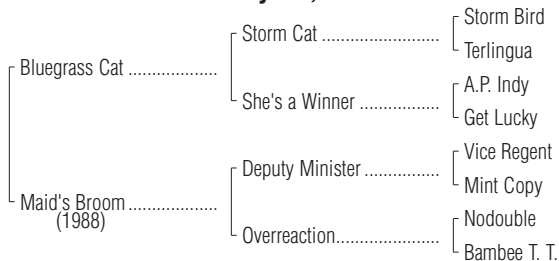 Storm Bird
Storm Cat ........................
Terlingua
Bluegrass Cat ..................
A.P. Indy
She's a Winner ................
Get Lucky
Vice Regent
Deputy Minister ...............
Mint Copy
Maid's Broom ..................
(1988)
Nodouble
Overreaction.....................
Bambee T. T.